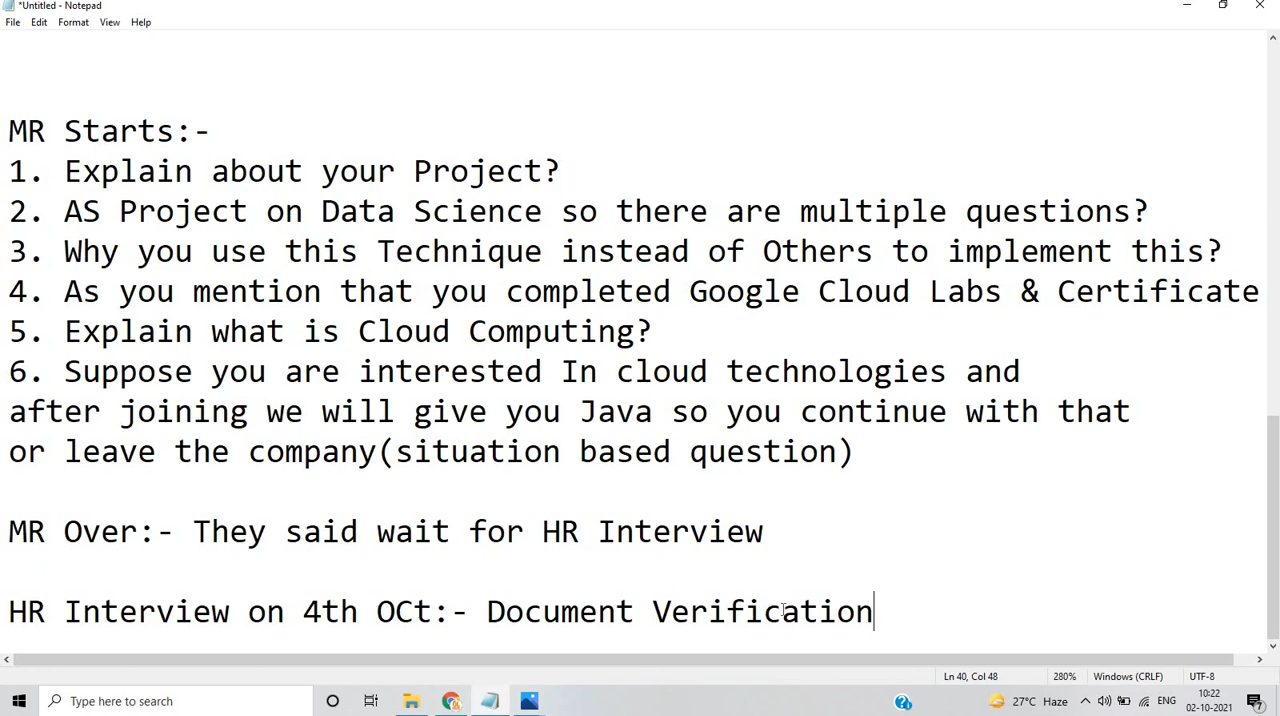 *Untitled - Notepad
File Edit Format View Help
MR Starts:-
1. Explain about your Project?
2. AS Project on Data Science so there are multiple questions?
3. Why you use this Technique instead of Others to implement this?
4. As you mention that you completed Google Cloud Labs & Certificate
5. Explain what is Cloud Computing?
6. Suppose you are interested In cloud technologies and
after joining we will give you Java so you continue with that
or leave the company(situation based question)
MR Over:- They said wait for HR Interview
HR Interview on 4th OCt:- Document Verification
Ln 40, Col 48 280% Windows (CRLF) UTF-8
Type here to search 27°C Haze ENG 10:22
02-10-2021 7